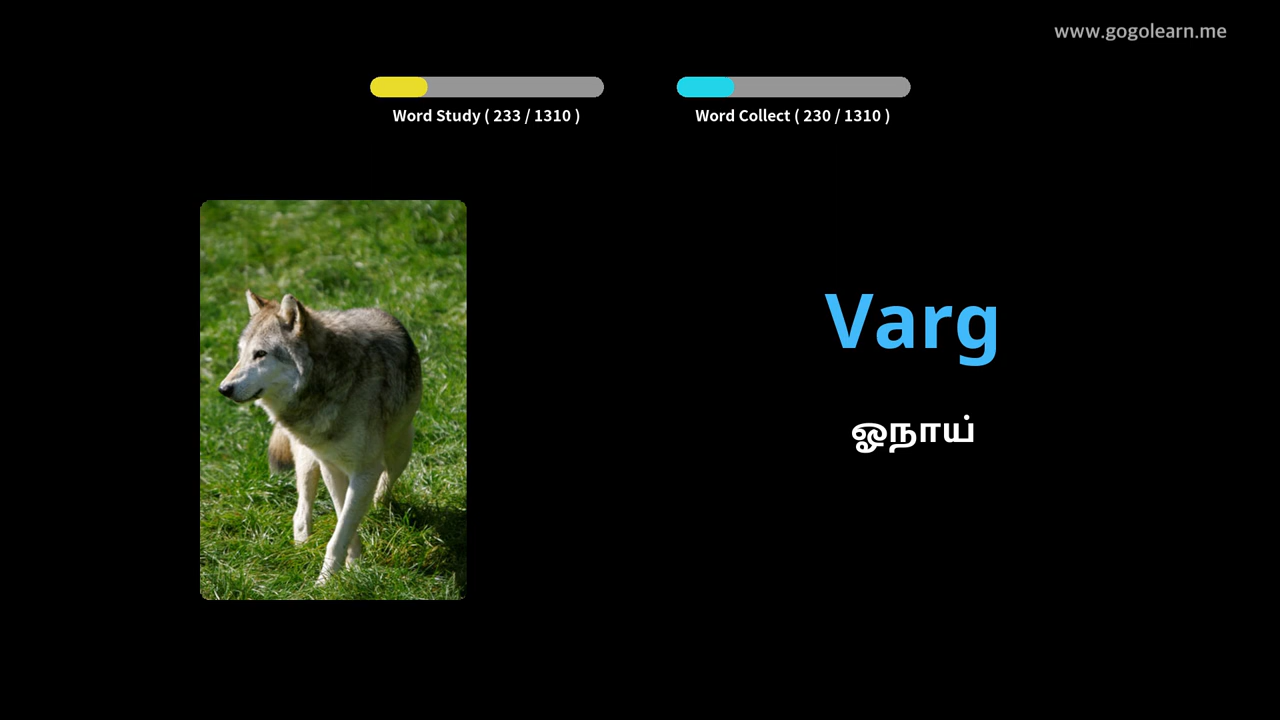 www.gogolearn.me
Word Study ( 233 / 1310 )
Word Collect ( 230 / 1310 )
Varg
ஓநாய்